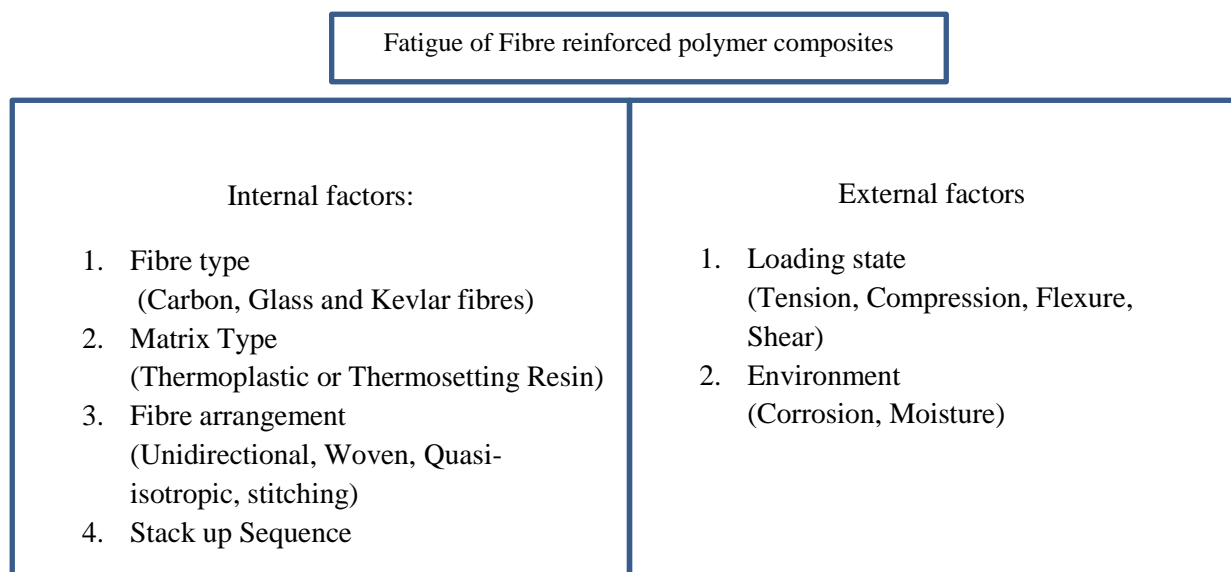 Fatigue of Fibre reinforced polymer composites
Internal factors:
1. Fibre type
(Carbon, Glass and Kevlar fibres)
2. Matrix Type
(Thermoplastic or Thermosetting Resin)
3. Fibre arrangement
(Unidirectional, Woven, Quasi-
isotropic, stitching)
4. Stack up Sequence
External factors
1. Loading state
(Tension, Compression, Flexure,
Shear)
2. Environment
(Corrosion, Moisture)